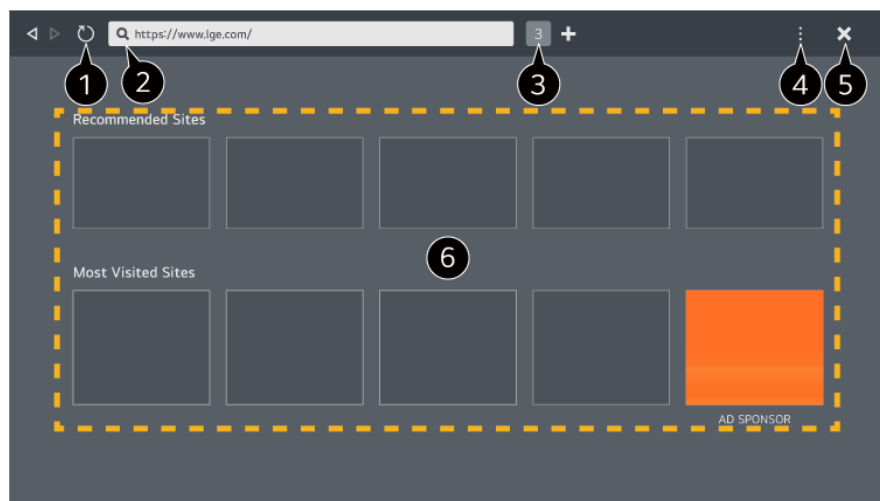 https://www.lge.com/ 3
1 2 3 4 5
Recommended Sites
6
Most Visited Sites
AD SPONSOR